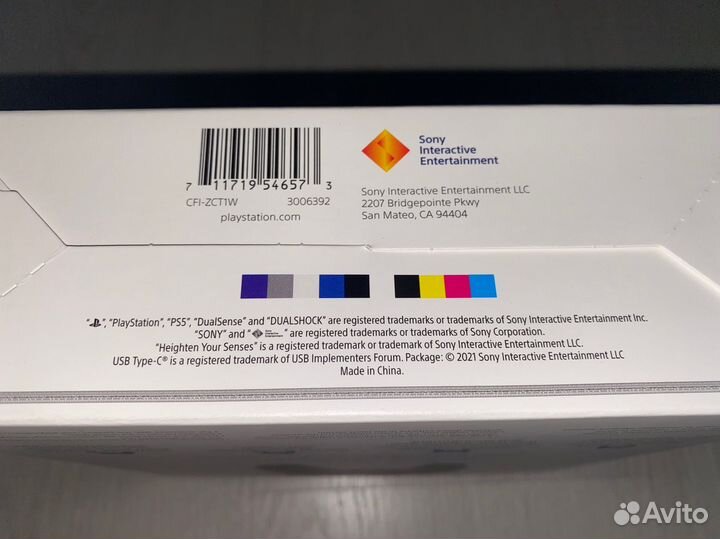 Sony
Interactive
Entertainment
7 11719 54657 3
CFI-ZCT1W 3006392
playstation.com
Sony Interactive Entertainment LLC
2207 Bridgepointe Pkwy
San Mateo, CA 94404
" ", "PlayStation", "PS5", "DualSense" and "DUALSHOCK" are registered trademarks or trademarks of Sony Interactive Entertainment Inc.
"SONY" and " " are registered trademarks or trademarks of Sony Corporation.
"Heighten Your Senses" is a registered trademark or trademark of Sony Interactive Entertainment LLC.
USB Type-C® is a registered trademark of USB Implementers Forum. Package: © 2021 Sony Interactive Entertainment LLC
Made in China.
Avito